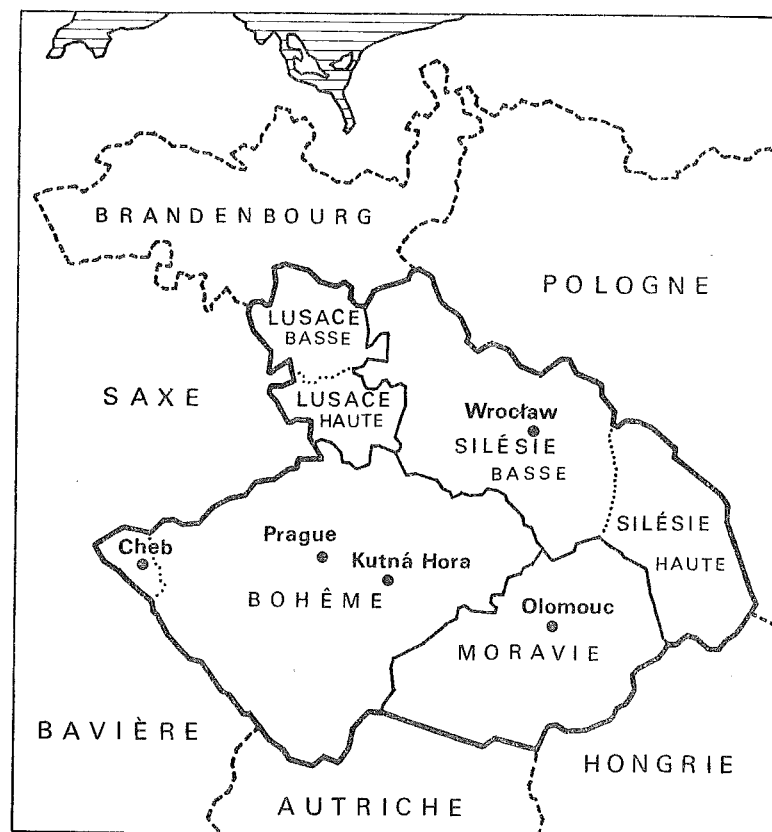 BRANDENBOURG
POLOGNE
LUSACE
BASSE
SAXE
LUSACE
HAUTE
Wrocław
SILÉSIE
BASSE
SILÉSIE
HAUTE
Cheb
Prague
Kutná Hora
BOHÊME
Olomouc
MORAVIE
BAVIÈRE
HONGRIE
AUTRICHE